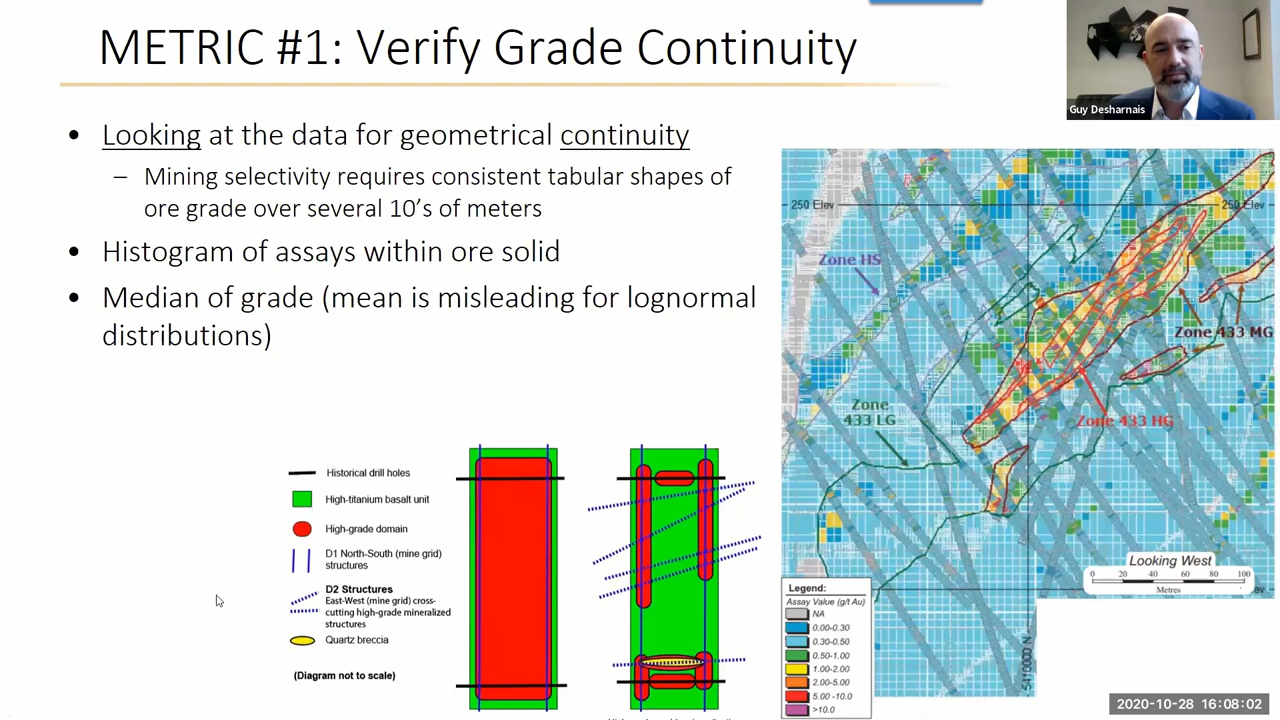 METRIC #1: Verify Grade Continuity
Guy Desharnais
• Looking at the data for geometrical continuity
– Mining selectivity requires consistent tabular shapes of
ore grade over several 10's of meters
• Histogram of assays within ore solid
• Median of grade (mean is misleading for lognormal
distributions)
Historical drill holes
High-titanium basalt unit
High-grade domain
D1 North-South (mine grid)
structures
D2 Structures
East-West (mine grid) cross-
cutting high-grade mineralized
structures
Quartz breccia
(Diagram not to scale)
250 Elev
250 Elev
Zone HS
Zone 433 MG
Zone
433 LG
Zone 433 HG
Looking West
0 20 40 60 80 100
Metres
5410000 N
Legend:
Assay Value (g/t Au)
NA
0.00-0.30
0.30-0.50
0.50-1.00
1.00-2.00
2.00-5.00
5.00 -10.0
>10.0
2020-10-28 16:08:02